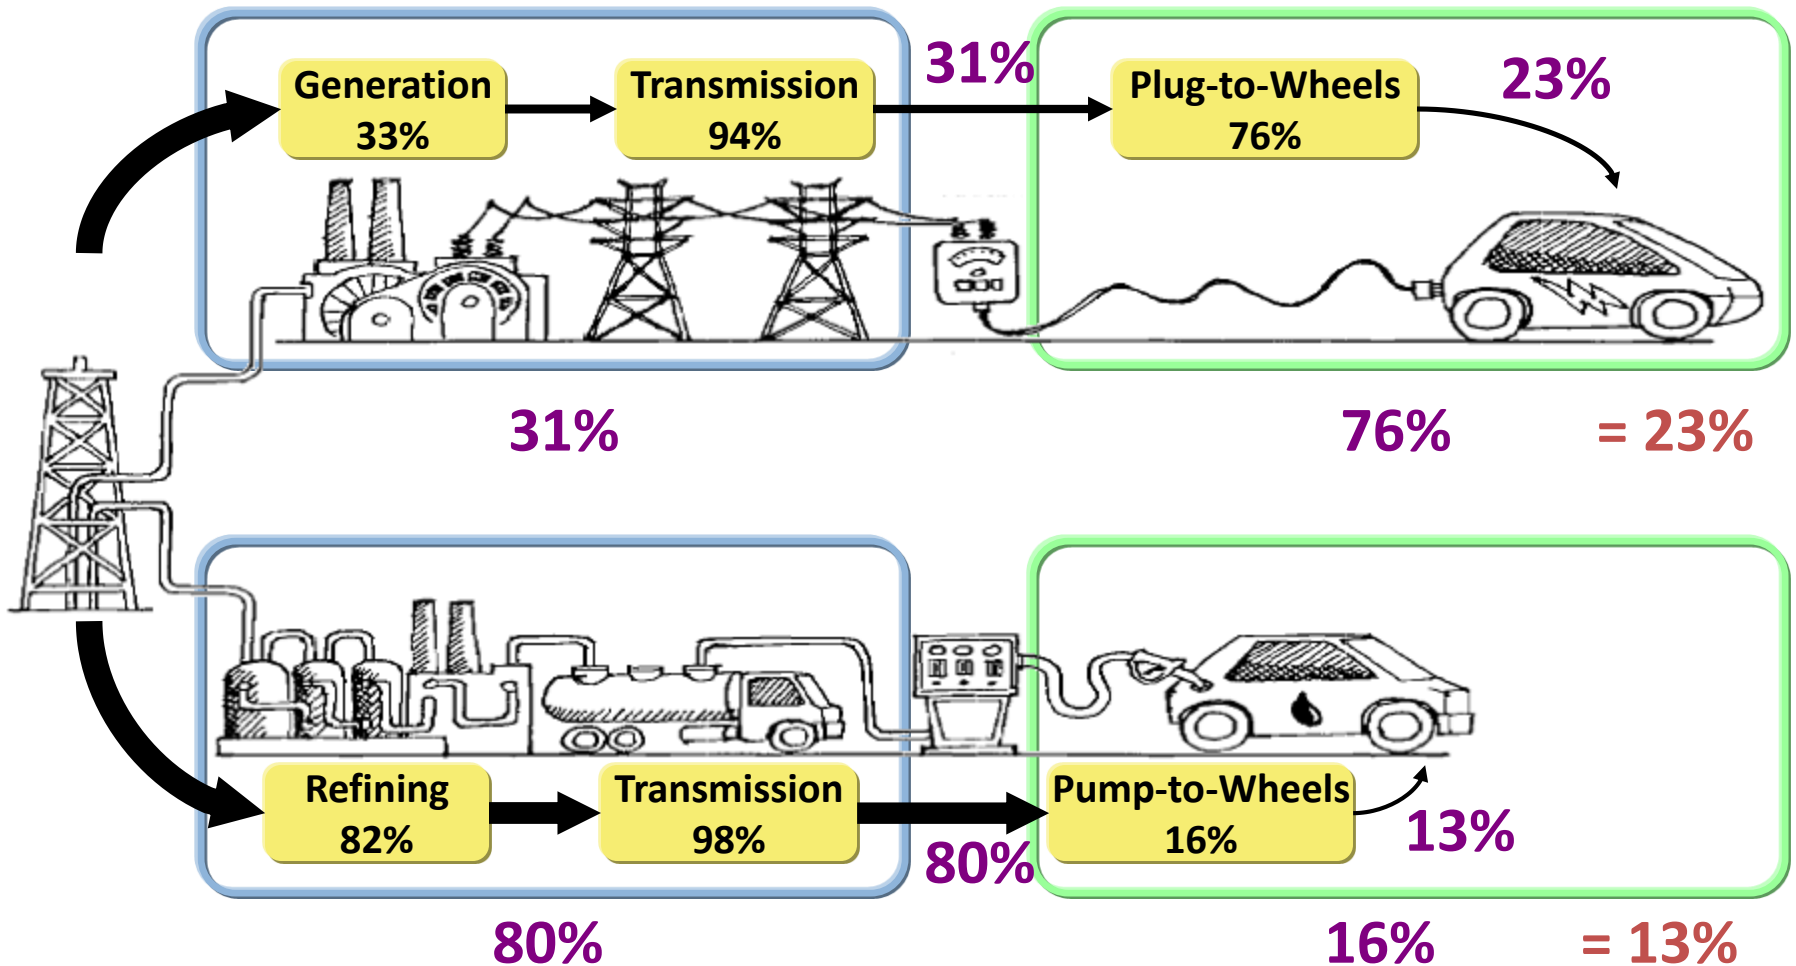 Generation
33%
Transmission
94%
31%
Plug-to-Wheels
76%
23%
31%
76%
= 23%
Refining
82%
Transmission
98%
80%
Pump-to-Wheels
16%
13%
80%
16%
= 13%